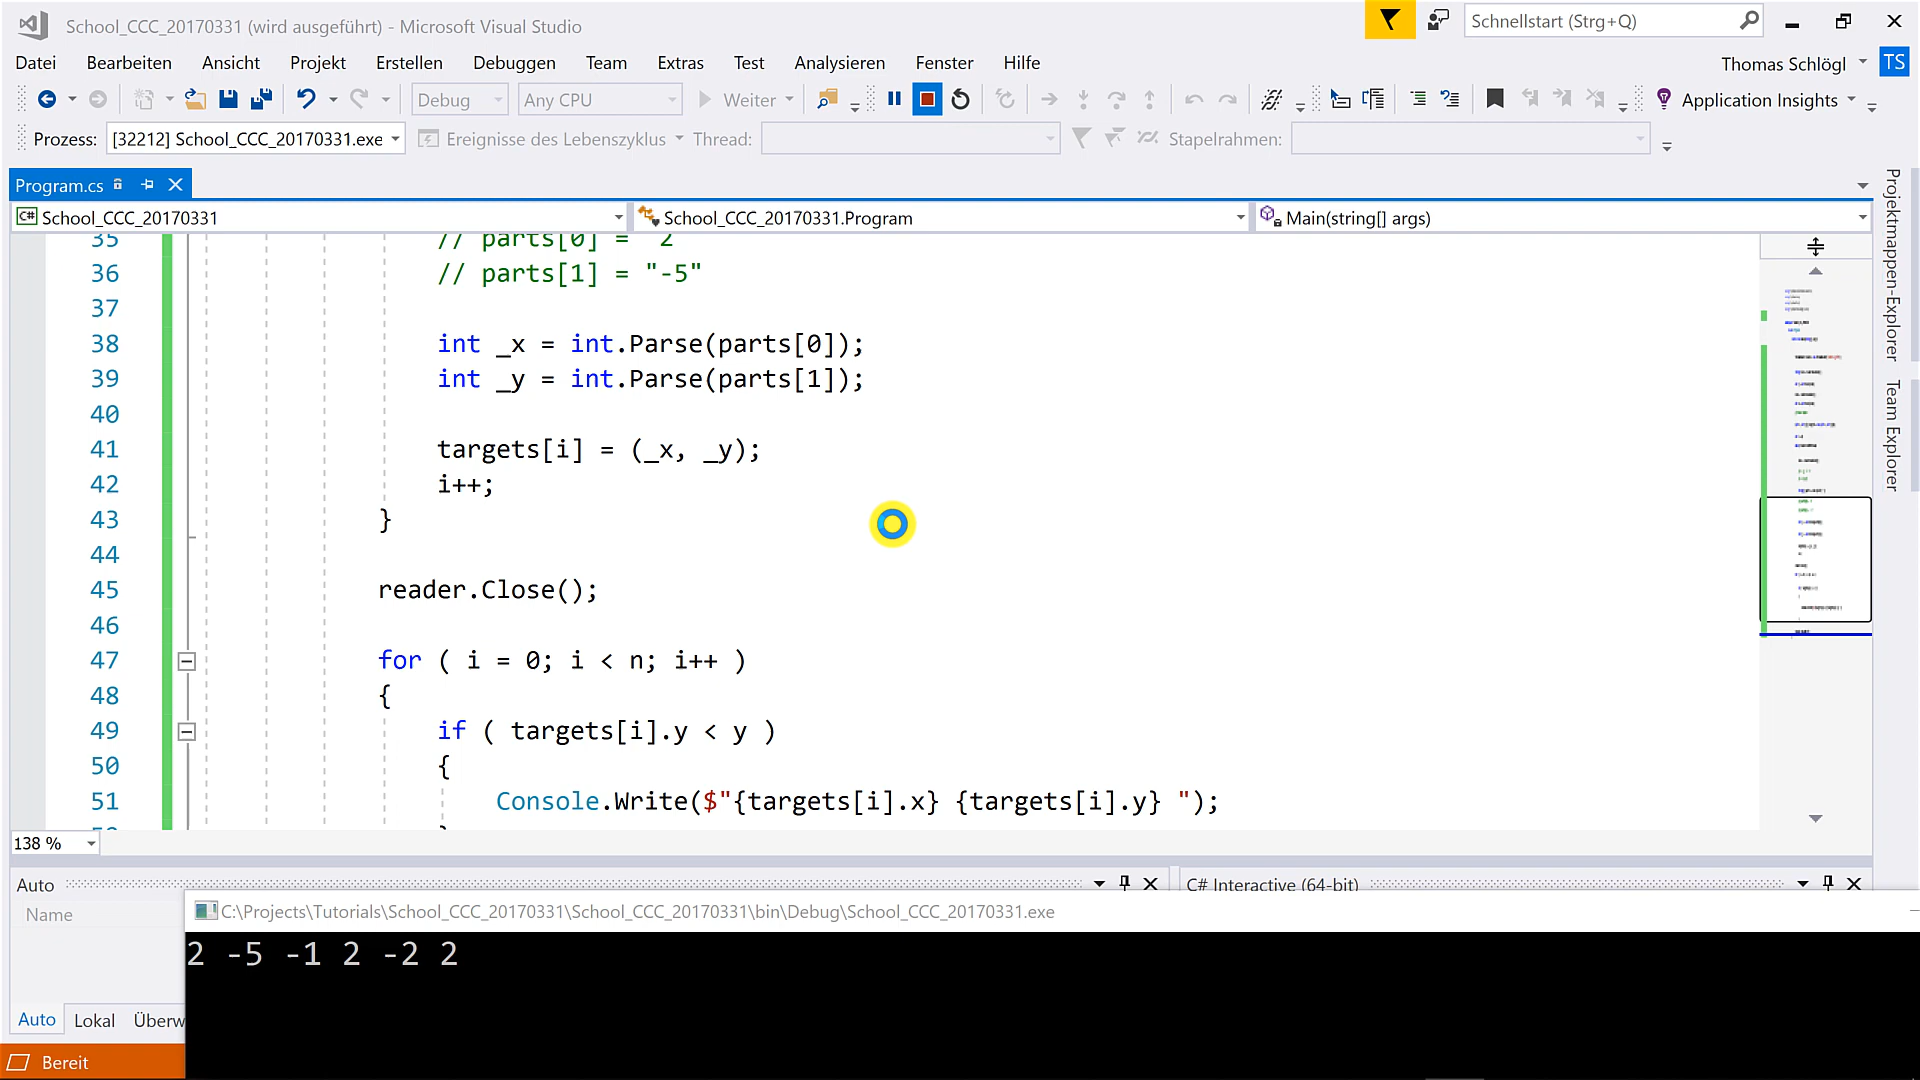 School_CCC_20170331 (wird ausgeführt) - Microsoft Visual Studio
Schnellstart (Strg+Q)
Datei Bearbeiten Ansicht Projekt Erstellen Debuggen Team Extras Test Analysieren Fenster Hilfe
Thomas Schlögl TS
Debug Any CPU Weiter Application Insights
Prozess: [32212] School_CCC_20170331.exe Ereignisse des Lebenszyklus Thread: Stapelrahmen:
Program.cs
C# School_CCC_20170331 School_CCC_20170331.Program Main(string[] args)
35 // parts[0] = 2
36 // parts[1] = "-5"
37
38 int _x = int.Parse(parts[0]);
39 int _y = int.Parse(parts[1]);
40
41 targets[i] = (_x, _y);
42 i++;
43 }
44
45 reader.Close();
46
47 for ( i = 0; i < n; i++ )
48 {
49 if ( targets[i].y < y )
50 {
51 Console.Write($"{targets[i].x} {targets[i].y} ");
Projektmappen-Explorer
Team Explorer
138 %
Auto
C# Interactive (64-bit)
Name
C:\Projects\Tutorials\School_CCC_20170331\School_CCC_20170331\bin\Debug\School_CCC_20170331.exe
2 -5 -1 2 -2 2
Auto Lokal Überw
Bereit